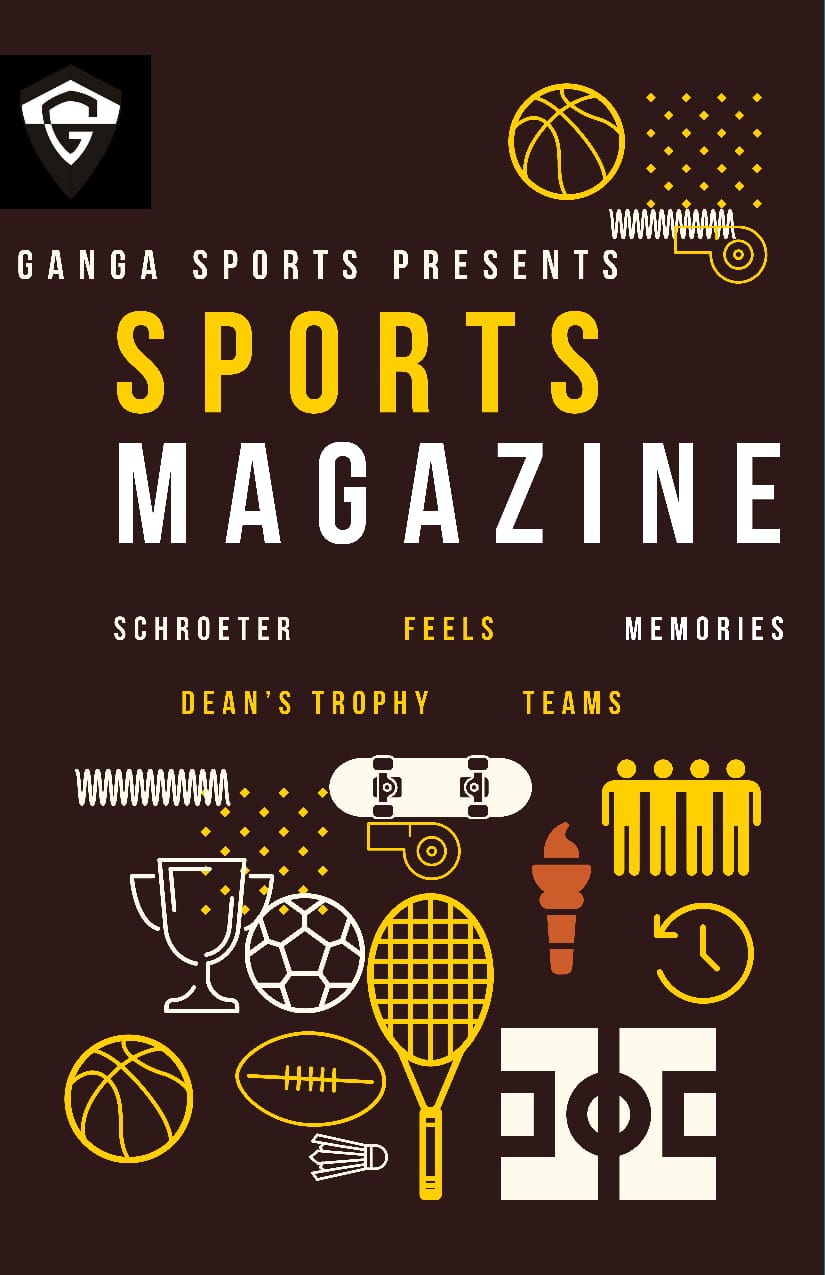 G
GANGA SPORTS PRESENTS
SPORTS
MAGAZINE
SCHROETER FEELS MEMORIES
DEAN'S TROPHY TEAMS